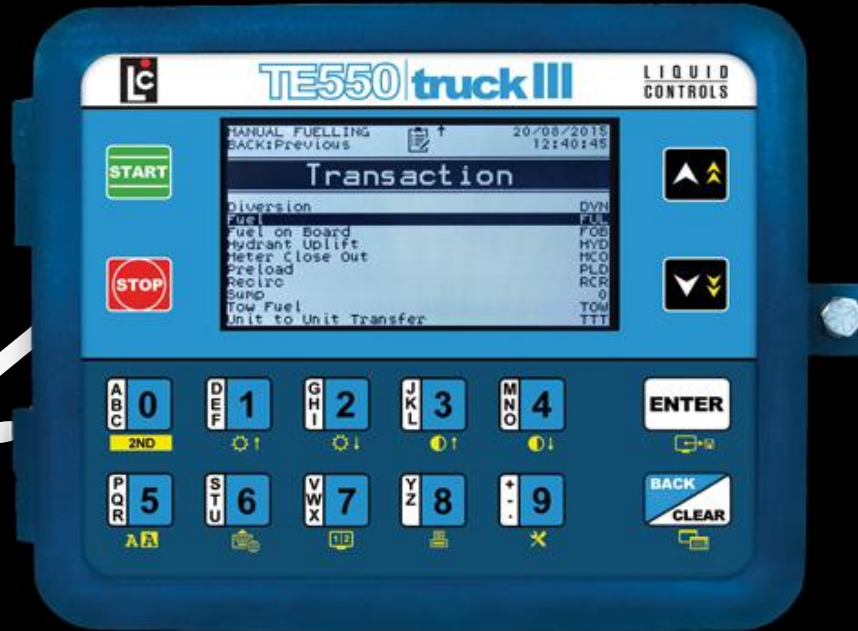 LC
TE550 truck III
LIQUID
CONTROLS
START
STOP
MANUAL FUELLING 20/08/2015
BACK:Previous 12:40:45
Transaction
Diversion DVN
Fuel FUL
Fuel on Board FOB
Hydrant Uplift HYD
Meter Close Out MCO
Preload PLD
Recirc RCR
Sump 0
Tow Fuel TOW
Unit to Unit Transfer TTT
ABC 0
2ND
DEF 1
GHI 2
JKL 3
MNO 4
ENTER
PQR 5
AA
STU 6
VWX 7
12
YZ 8
+-. 9
BACK
CLEAR